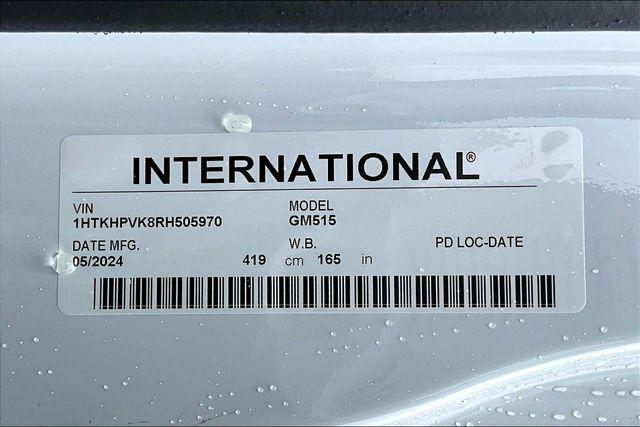 INTERNATIONAL®
VIN MODEL
1HTKHPVK8RH505970 GM515
DATE MFG. W.B. PD LOC-DATE
05/2024 419 cm 165 in